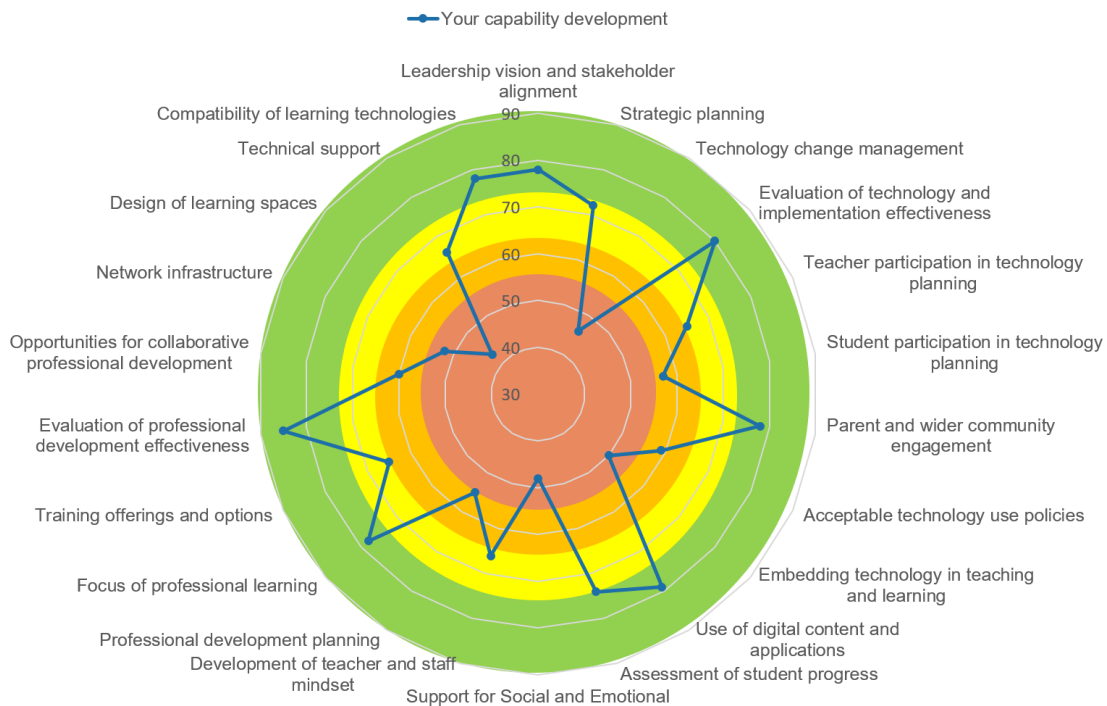 Your capability development
Leadership vision and stakeholder
alignment
Compatibility of learning technologies
Strategic planning
Technical support
Technology change management
Design of learning spaces
Evaluation of technology and
implementation effectiveness
Network infrastructure
Teacher participation in technology
planning
Opportunities for collaborative
professional development
Student participation in technology
planning
Evaluation of professional
development effectiveness
Parent and wider community
engagement
Training offerings and options
Acceptable technology use policies
Focus of professional learning
Embedding technology in teaching
and learning
Professional development planning
Use of digital content and
applications
Development of teacher and staff
mindset
Assessment of student progress
Support for Social and Emotional
90
80
70
60
50
40
30